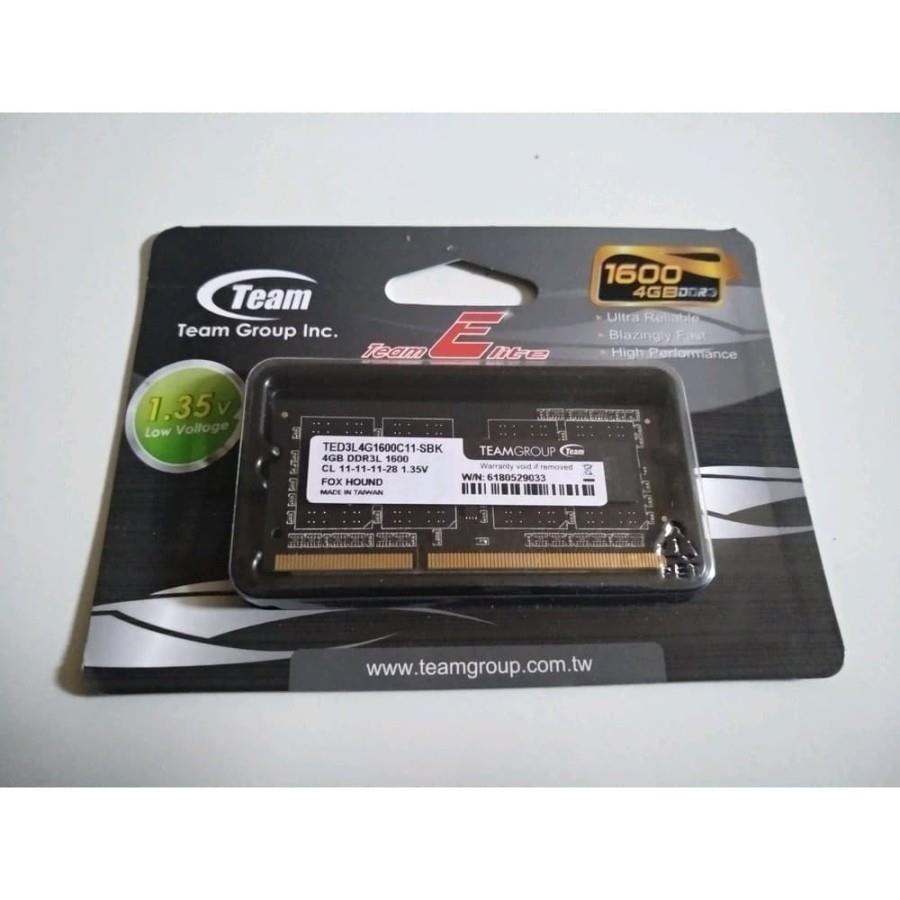 Team
Team Group Inc.
Team Elite
1600
4GB DDR3
Ultra Reliable
Blazingly Fast
High Performance
1.35v
Low Voltage
TED3L4G1600C11-SBK
4GB DDR3L 1600
CL 11-11-11-28 1.35V
FOX HOUND
MADE IN TAIWAN
TEAMGROUP Team
Warranty void if removed
W/N: 6180529033
www.teamgroup.com.tw